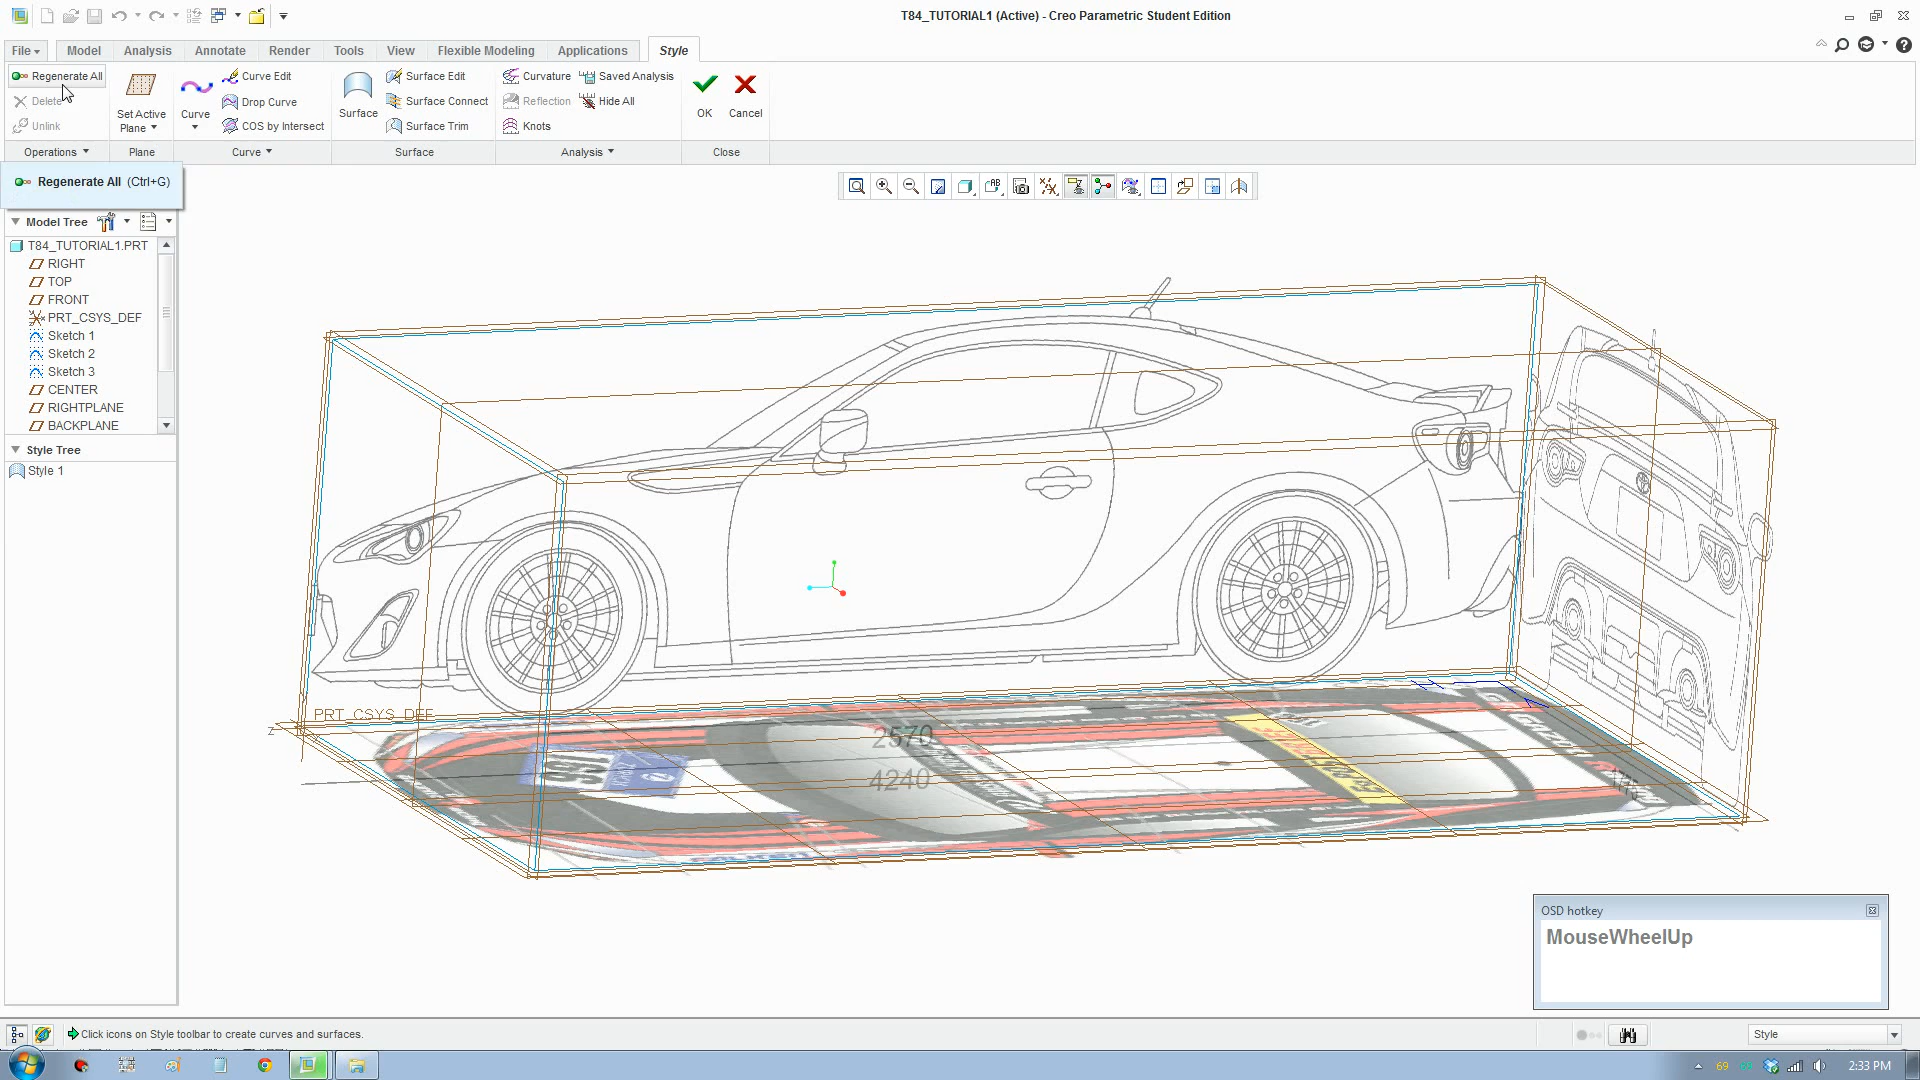 T84_TUTORIAL1 (Active) - Creo Parametric Student Edition
File Model Analysis Annotate Render Tools View Flexible Modeling Applications Style
Regenerate All
Delete
Unlink
Operations
Set Active
Plane
Plane
Curve
Curve Edit
Drop Curve
COS by Intersect
Curve
Surface
Surface Edit
Surface Connect
Surface Trim
Surface
Curvature
Reflection
Knots
Saved Analysis
Hide All
Analysis
OK
Cancel
Close
Regenerate All (Ctrl+G)
Model Tree
T84_TUTORIAL1.PRT
RIGHT
TOP
FRONT
PRT_CSYS_DEF
Sketch 1
Sketch 2
Sketch 3
CENTER
RIGHTPLANE
BACKPLANE
Style Tree
Style 1
PRT_CSYS_DEF
Z
2570
4240
OSD hotkey
MouseWheelUp
Click icons on Style toolbar to create curves and surfaces.
Style
69
2:33 PM